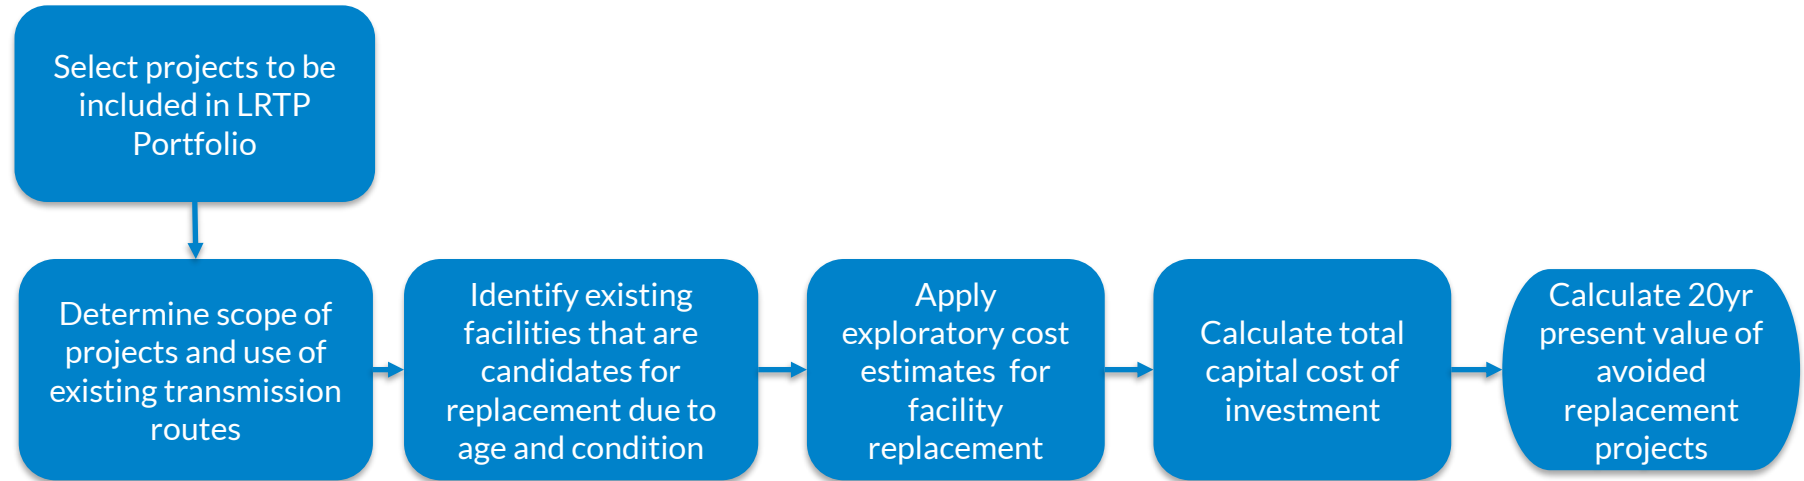 Select projects to be
included in LRTP
Portfolio
Determine scope of
projects and use of
existing transmission
routes
Identify existing
facilities that are
candidates for
replacement due to
age and condition
Apply
exploratory cost
estimates for
facility
replacement
Calculate total
capital cost of
investment
Calculate 20yr
present value of
avoided
replacement
projects